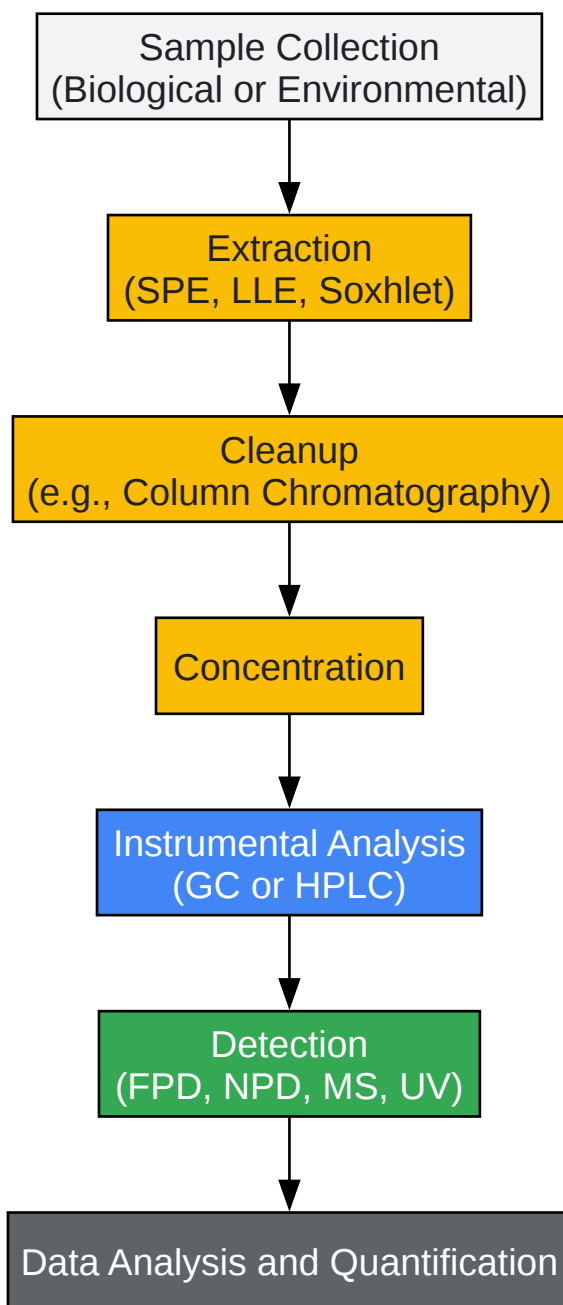 Sample Collection
(Biological or Environmental)
Extraction
(SPE, LLE, Soxhlet)
Cleanup
(e.g., Column Chromatography)
Concentration
Instrumental Analysis
(GC or HPLC)
Detection
(FPD, NPD, MS, UV)
Data Analysis and Quantification